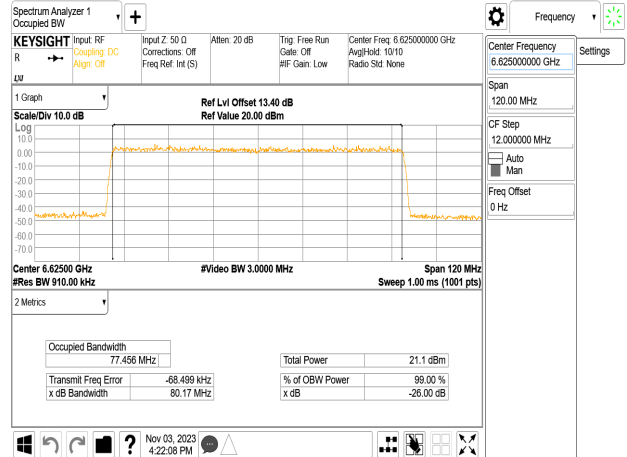 Spectrum Analyzer 1
Occupied BW
Frequency
KEYSIGHT
R
Input: RF
Coupling: DC
Align: Off
Input Z: 50 Ω
Corrections: Off
Freq Ref: Int (S)
Atten: 20 dB
Trig: Free Run
Gate: Off
#IF Gain: Low
Center Freq: 6.625000000 GHz
Avg|Hold: 10/10
Radio Std: None
Center Frequency
6.625000000 GHz
Settings
Span
120.00 MHz
CF Step
12.000000 MHz
Auto
Man
Freq Offset
0 Hz
1 Graph
Scale/Div 10.0 dB
Ref Lvl Offset 13.40 dB
Ref Value 20.00 dBm
Log
10.0
0.00
-10.0
-20.0
-30.0
-40.0
-50.0
-60.0
-70.0
Center 6.62500 GHz
#Res BW 910.00 kHz
#Video BW 3.0000 MHz
Span 120 MHz
Sweep 1.00 ms (1001 pts)
2 Metrics
Occupied Bandwidth
77.456 MHz
Total Power 21.1 dBm
Transmit Freq Error -68.499 kHz
% of OBW Power 99.00 %
x dB Bandwidth 80.17 MHz
x dB -26.00 dB
?
Nov 03, 2023
4:22:08 PM